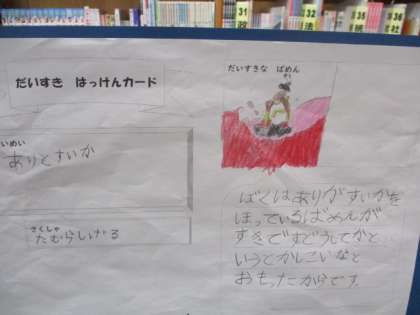 31
32
35
36
だいすき はっけんカード
だいすきな ばめん
いめい
ありとすいか
さくしゃ
たむらしげる
ぼくはありがすいかを
ほっているばめんが
すきですどうしてかと
いうとかしこいなと
おもったからです。